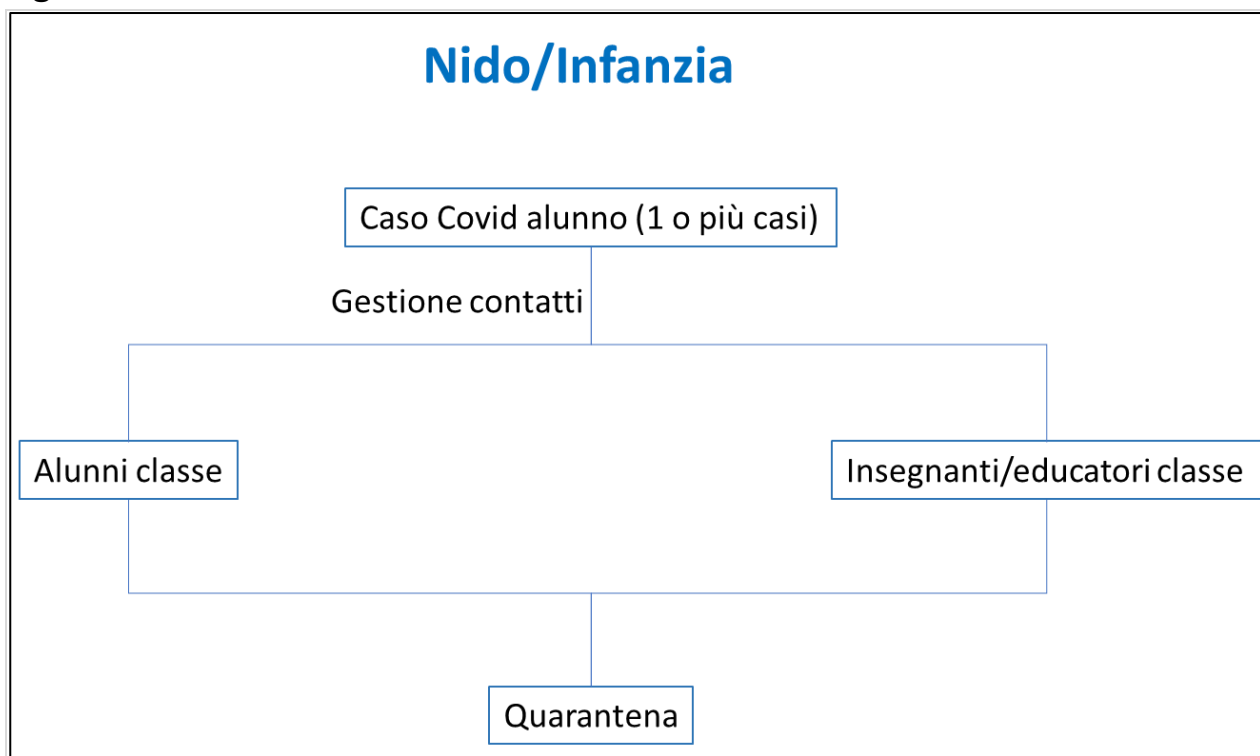 Nido/Infanzia
Caso Covid alunno (1 o più casi)
Gestione contatti
Alunni classe
Insegnanti/educatori classe
Quarantena